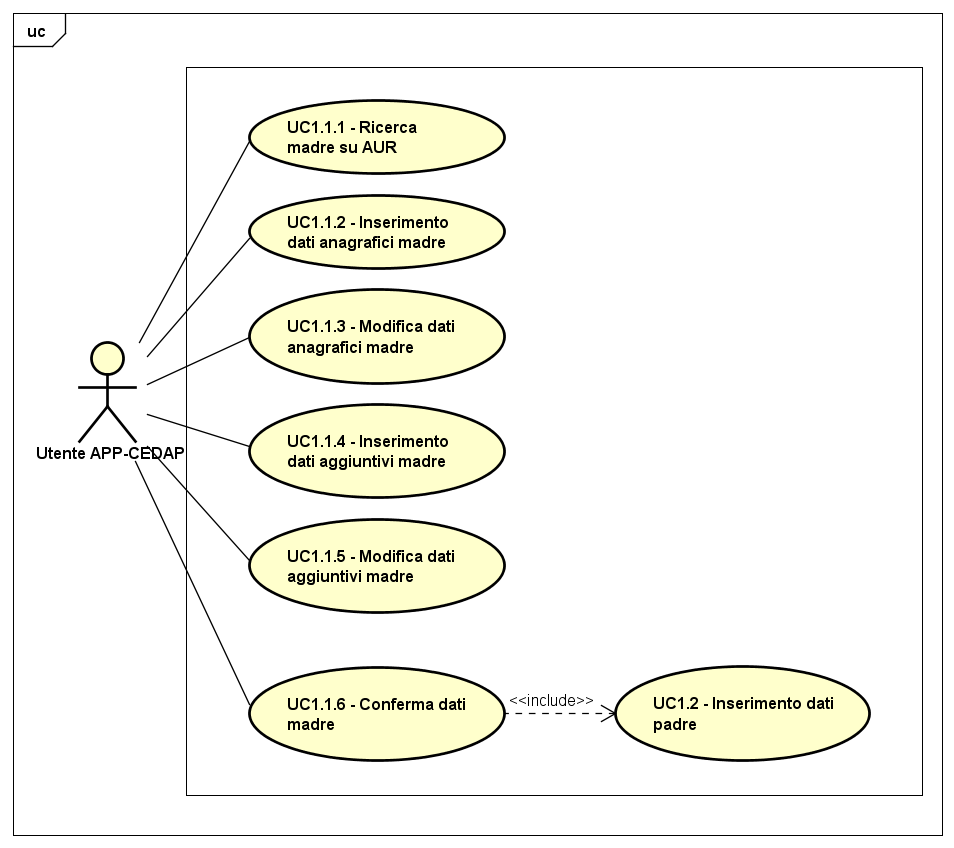 uc
UC1.1.1 - Ricerca
madre su AUR
UC1.1.2 - Inserimento
dati anagrafici madre
UC1.1.3 - Modifica dati
anagrafici madre
Utente APP-CEDAP
UC1.1.4 - Inserimento
dati aggiuntivi madre
UC1.1.5 - Modifica dati
aggiuntivi madre
UC1.1.6 - Conferma dati
madre
<<include>>
UC1.2 - Inserimento dati
padre